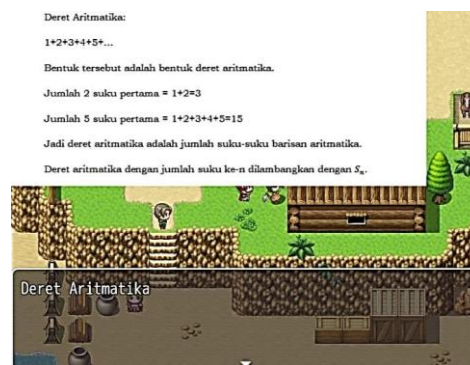 Deret Aritmatika:
1+2+3+4+5+...
Bentuk tersebut adalah bentuk deret aritmatika.
Jumlah 2 suku pertama = 1+2=3
Jumlah 5 suku pertama = 1+2+3+4+5=15
Jadi deret aritmatika adalah jumlah suku-suku barisan aritmatika.
Deret aritmatika dengan jumlah suku ke-n dilambangkan dengan Sₙ.
Deret Aritmatika